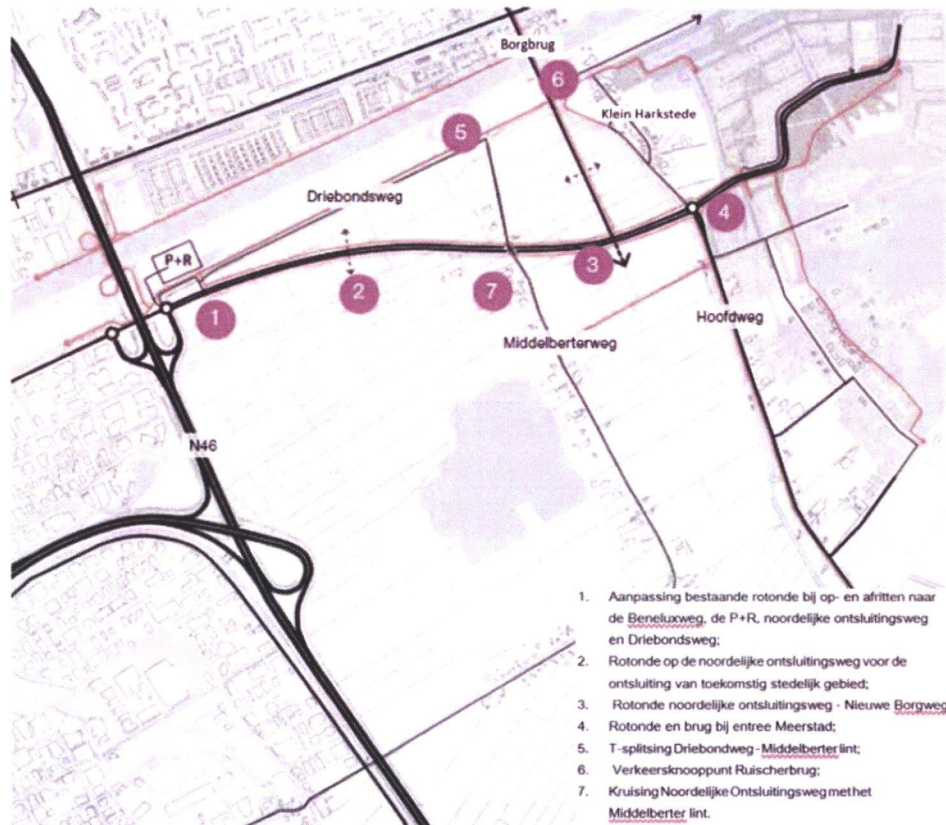 Borgbrug
6
Klein Harkstede
5
Driebondsweg
4
P+R
3
2
7
1
Hoofdweg
Middelberterweg
N46
1. Aanpassing bestaande rotonde bij op- en afritten naar
de Beneluxweg, de P+R, noordelijke ontsluitingsweg
en Driebondsweg;
2. Rotonde op de noordelijke ontsluitingsweg voor de
ontsluiting van toekomstig stedelijk gebied;
3. Rotonde noordelijke ontsluitingsweg - Nieuwe Borgweg
4. Rotonde en brug bij entree Meerstad;
5. T-splitsing Driebondweg - Middelberter lint;
6. Verkeersknooppunt Ruischerbrug;
7. Kruising Noordelijke Ontsluitingsweg met het
Middelberter lint.